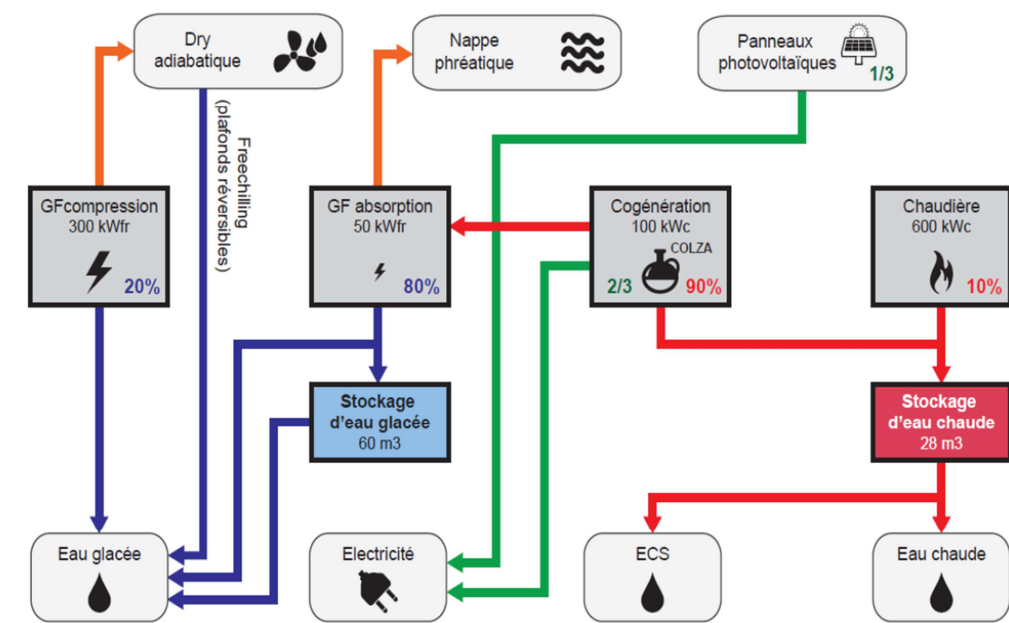 Dry
adiabatique
Nappe
phréatique
Panneaux
photovoltaïques
1/3
Freechilling
(plafonds réversibles)
GFcompression
300 kWfr
20%
GF absorption
50 kWfr
80%
Cogénération
100 kWc
COLZA
2/3
90%
Chaudière
600 kWc
10%
Stockage
d'eau glacée
60 m3
Stockage
d'eau chaude
28 m3
Eau glacée
Electricité
ECS
Eau chaude